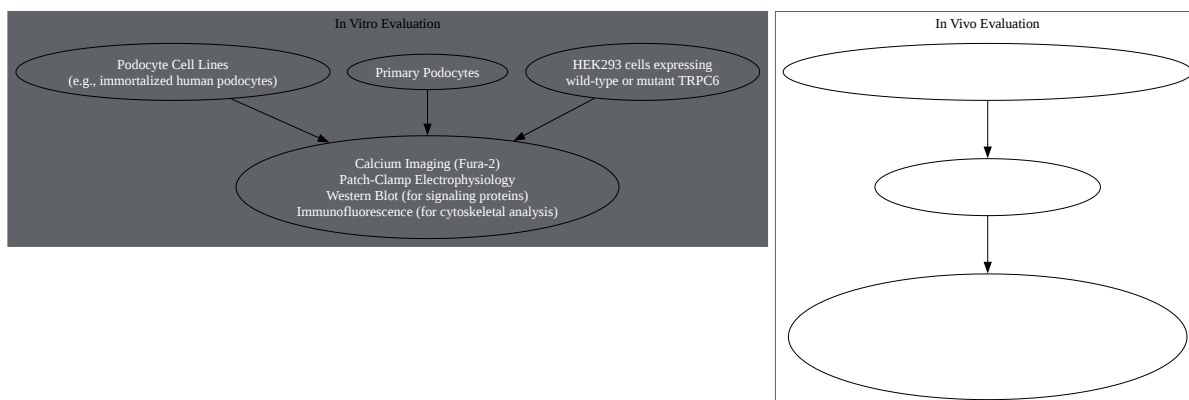 In Vitro Evaluation
Podocyte Cell Lines
(e.g., immortalized human podocytes)
Primary Podocytes
HEK293 cells expressing
wild-type or mutant TRPC6
Calcium Imaging (Fura-2)
Patch-Clamp Electrophysiology
Western Blot (for signaling proteins)
Immunofluorescence (for cytoskeletal analysis)
In Vivo Evaluation